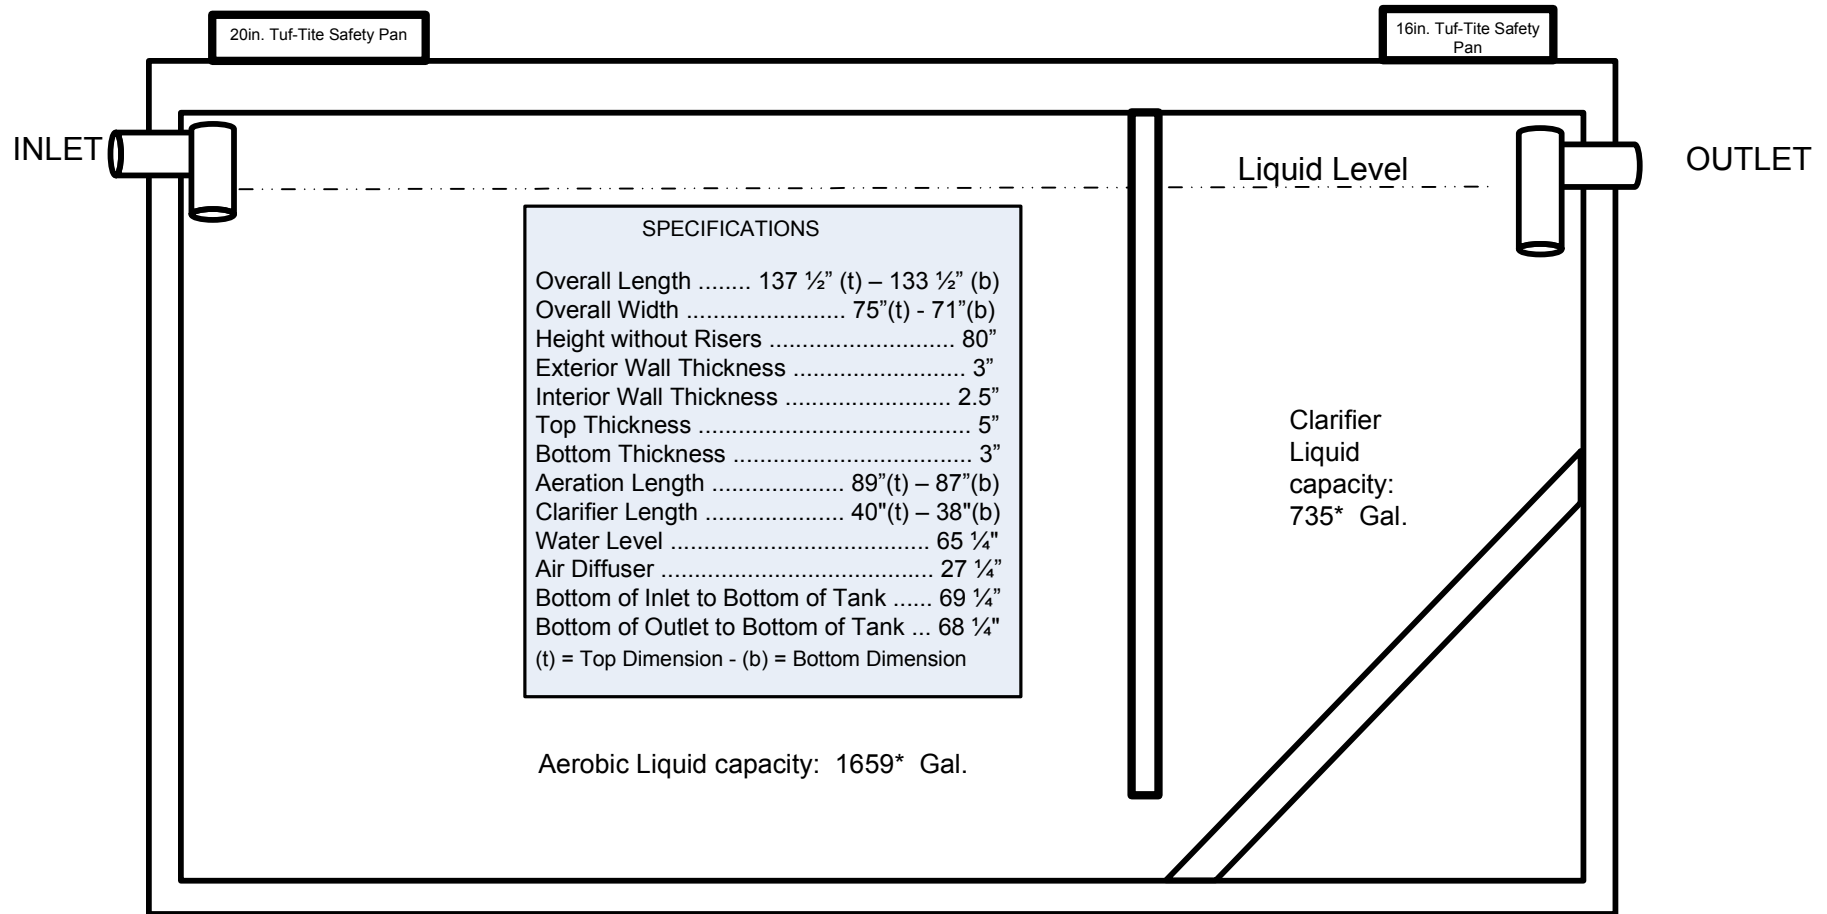 20in. Tuf-Tite Safety Pan
16in. Tuf-Tite Safety
Pan
INLET
Liquid Level
OUTLET
SPECIFICATIONS
Overall Length ........ 137 ½” (t) – 133 ½” (b)
Overall Width ........................ 75”(t) - 71”(b)
Height without Risers ............................ 80”
Exterior Wall Thickness .......................... 3”
Interior Wall Thickness ......................... 2.5”
Top Thickness ......................................... 5”
Bottom Thickness .................................... 3”
Aeration Length .................... 89”(t) – 87”(b)
Clarifier Length ..................... 40"(t) – 38"(b)
Water Level ....................................... 65 ¼"
Air Diffuser ......................................... 27 ¼”
Bottom of Inlet to Bottom of Tank ...... 69 ¼”
Bottom of Outlet to Bottom of Tank ... 68 ¼"
(t) = Top Dimension - (b) = Bottom Dimension
Clarifier
Liquid
capacity:
735* Gal.
Aerobic Liquid capacity: 1659* Gal.